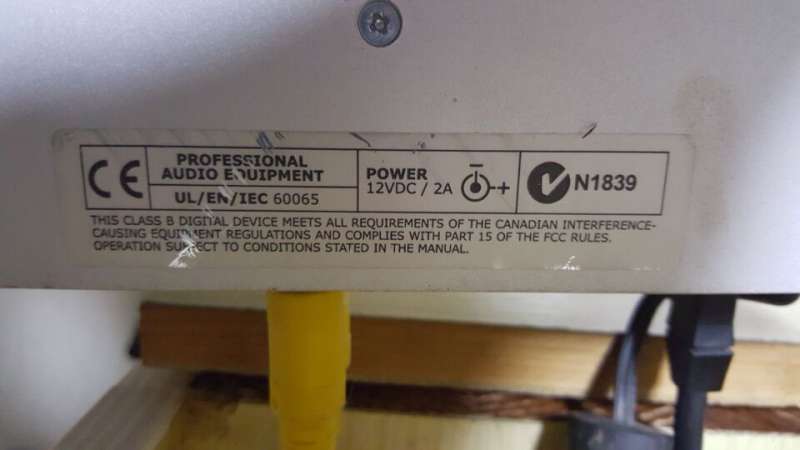 CE
PROFESSIONAL
AUDIO EQUIPMENT
UL/EN/IEC 60065
POWER
12VDC / 2A
- +
N1839
THIS CLASS B DIGITAL DEVICE MEETS ALL REQUIREMENTS OF THE CANADIAN INTERFERENCE-
CAUSING EQUIPMENT REGULATIONS AND COMPLIES WITH PART 15 OF THE FCC RULES.
OPERATION SUBJECT TO CONDITIONS STATED IN THE MANUAL.